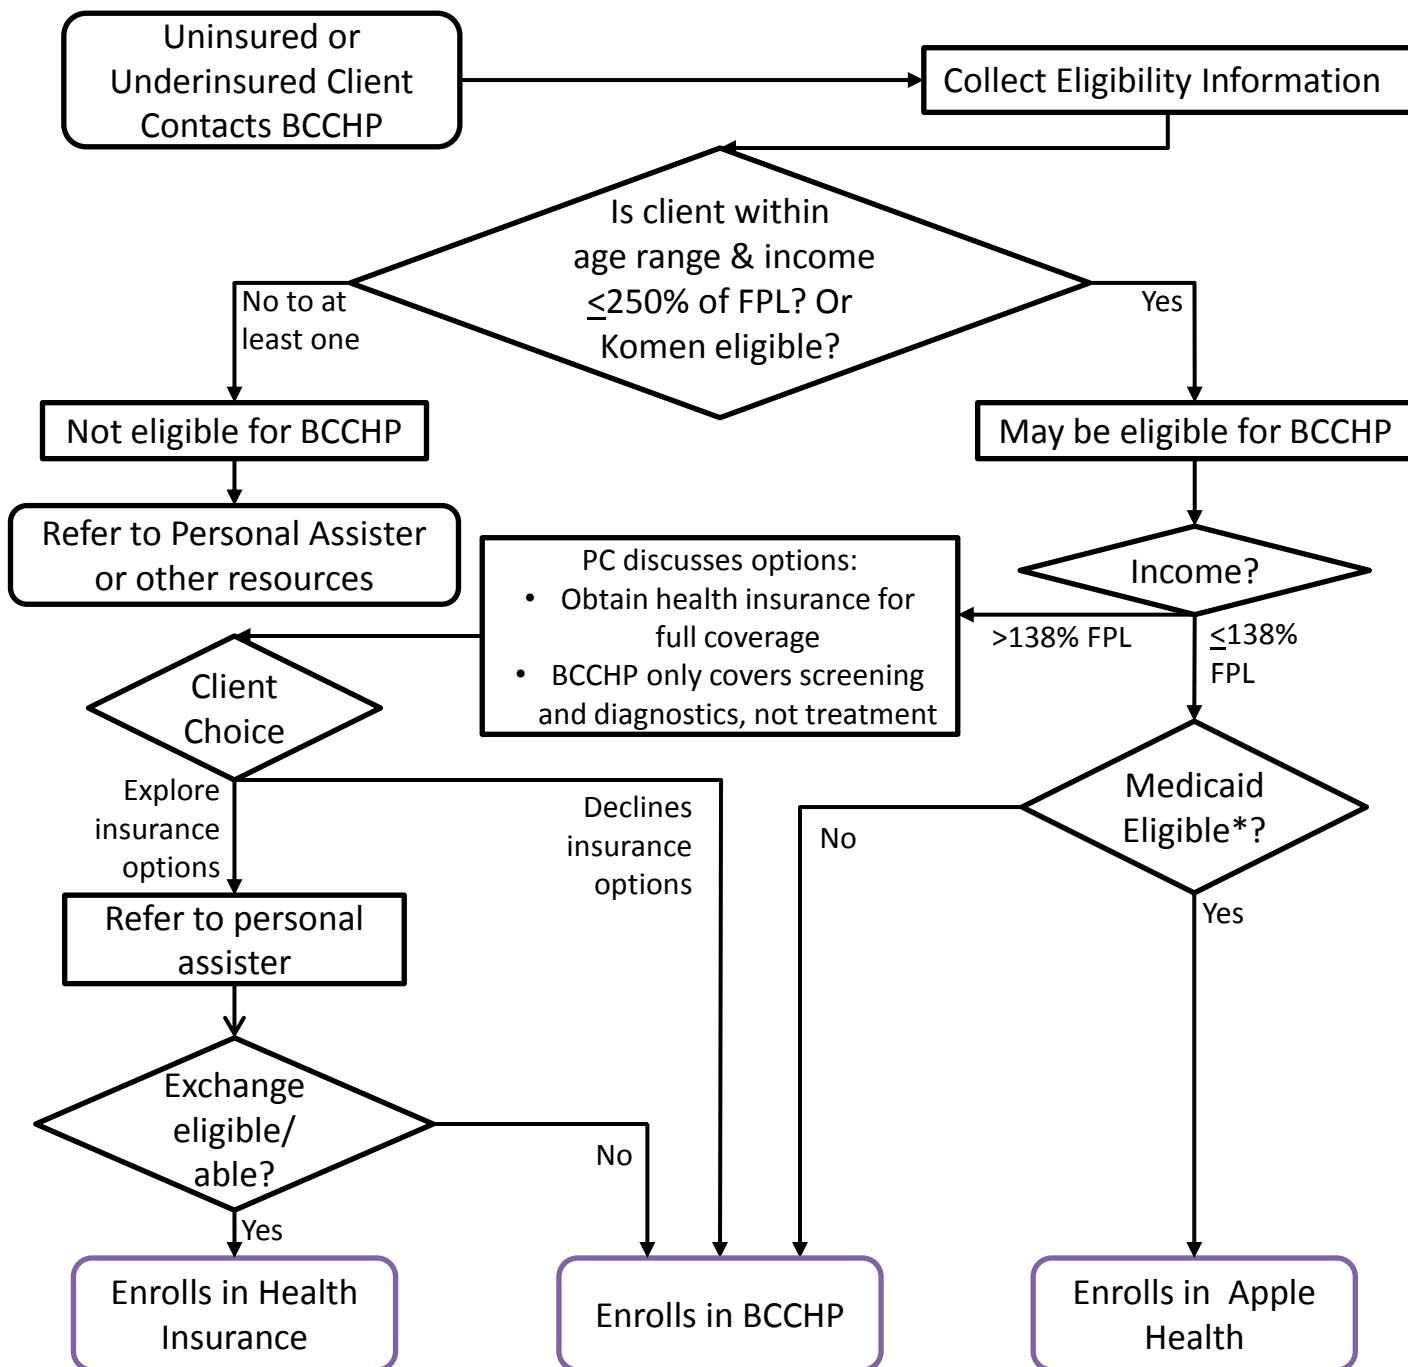 Uninsured or
Underinsured Client
Contacts BCCHP
Collect Eligibility Information
Is client within
age range & income
≤250% of FPL? Or
Komen eligible?
No to at
least one
Yes
Not eligible for BCCHP
May be eligible for BCCHP
Refer to Personal Assister
or other resources
PC discusses options:
• Obtain health insurance for
full coverage
• BCCHP only covers screening
and diagnostics, not treatment
Income?
>138% FPL
≤138%
FPL
Client
Choice
Explore
insurance
options
Declines
insurance
options
No
Medicaid
Eligible*?
Yes
Refer to personal
assister
Exchange
eligible/
able?
No
Yes
Enrolls in Health
Insurance
Enrolls in BCCHP
Enrolls in  Apple
Health